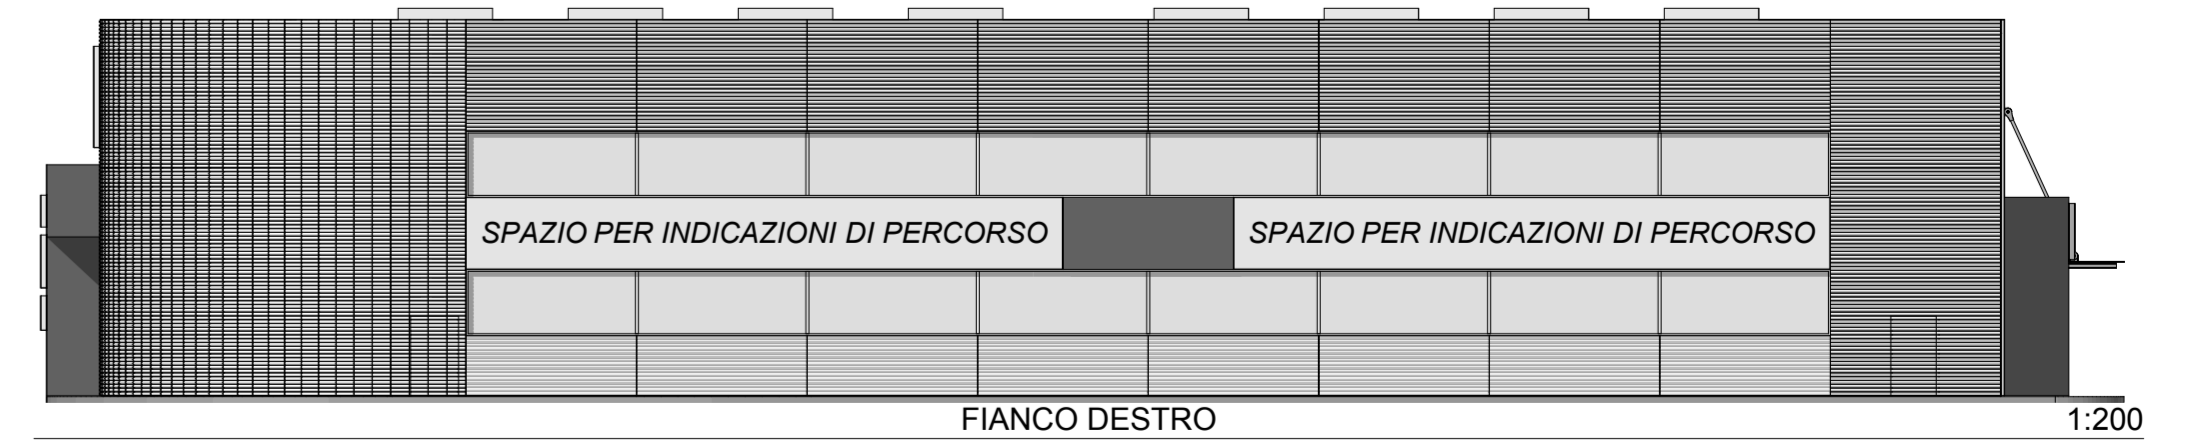 SPAZIO PER INDICAZIONI DI PERCORSO
SPAZIO PER INDICAZIONI DI PERCORSO
FIANCO DESTRO
1:200